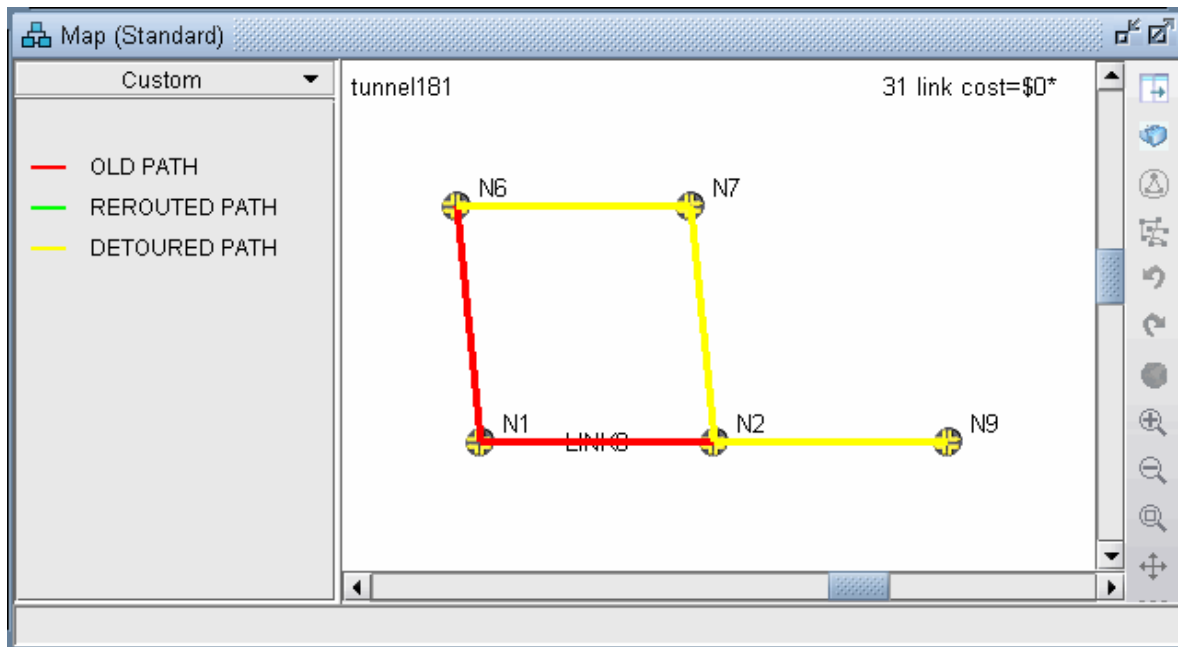 Map (Standard)
Custom
tunnel181
31 link cost=$0*
OLD PATH
REROUTED PATH
DETOURED PATH
N6
N7
N1
N2
N9